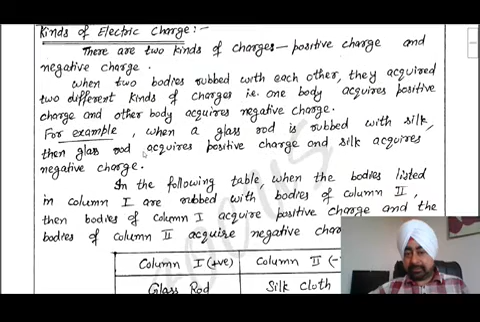 Kinds of Electric Charge:-
There are two kinds of charges - positive charge and
negative charge.
When two bodies rubbed with each other, they acquired
two different kinds of charges i.e. one body acquires positive
charge and other body acquires negative charge.
For example, when a glass rod is rubbed with silk,
then glass rod acquires positive charge and silk acquires
negative charge.
In the following table, when the bodies listed
in column I are rubbed with bodies of column II,
then bodies of column I acquire positive charge and the
bodies of column II acquire negative
Column I (+ve) Column II
Glass Rod Silk Cloth